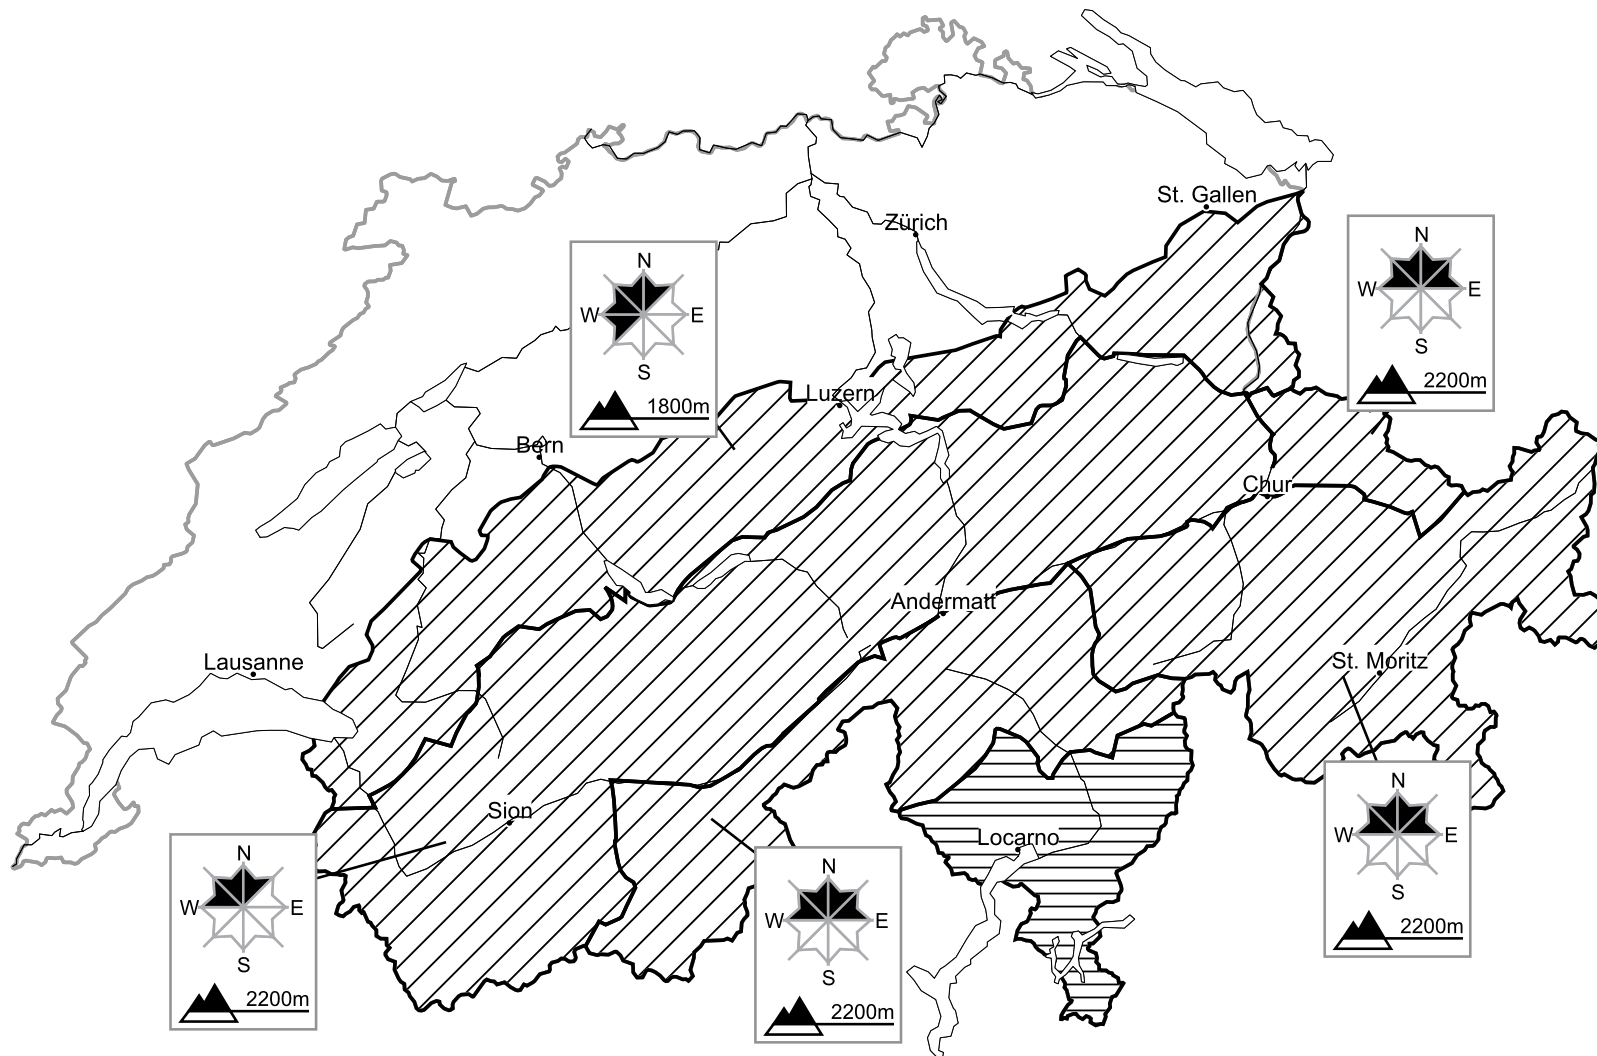 St. Gallen
Zürich
N
W E
S
2200m
N
W E
S
1800m
Luzern
Bern
Chur
Andermatt
Lausanne
St. Moritz
Sion
Locarno
N
W E
S
2200m
N
W E
S
2200m
N
W E
S
2200m